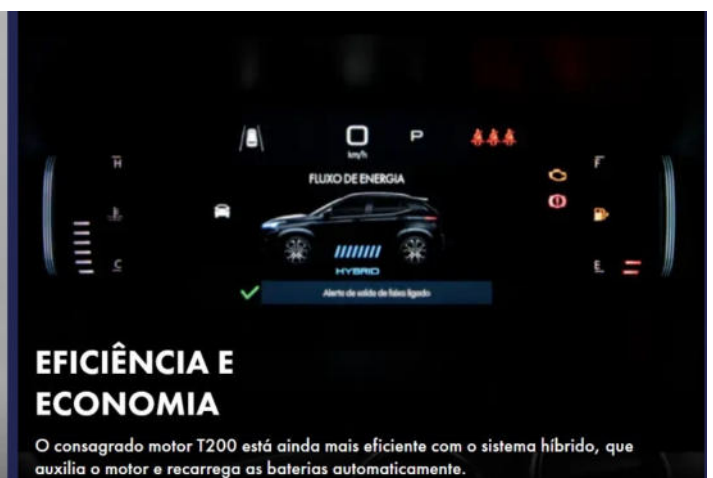 0 P
km/h
FLUXO DE ENERGIA
H F
C E
HYBRID
Alerta de saída de faixa ligado
EFICIÊNCIA E
ECONOMIA
O consagrado motor T200 está ainda mais eficiente com o sistema híbrido, que
auxilia o motor e recarrega as baterias automaticamente.